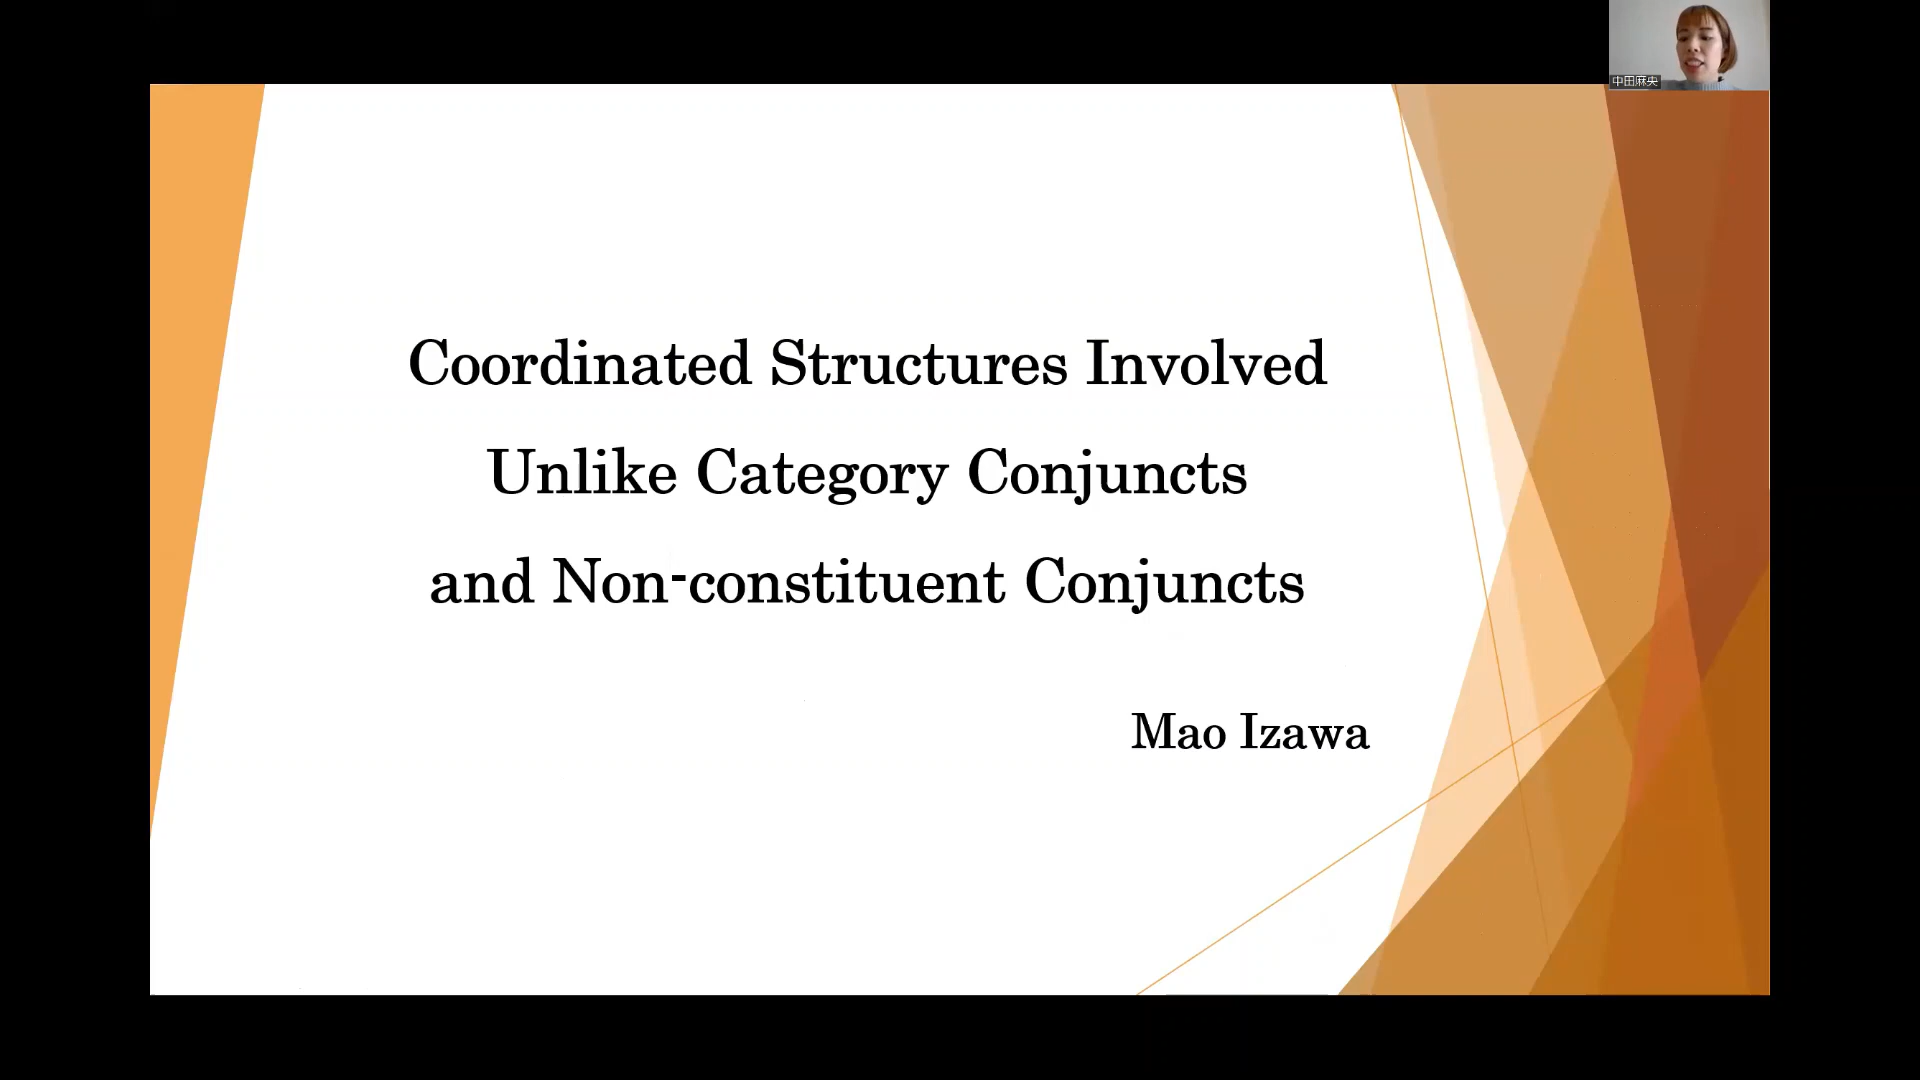 中田麻央
Coordinated Structures Involved
Unlike Category Conjuncts
and Non-constituent Conjuncts
Mao Izawa